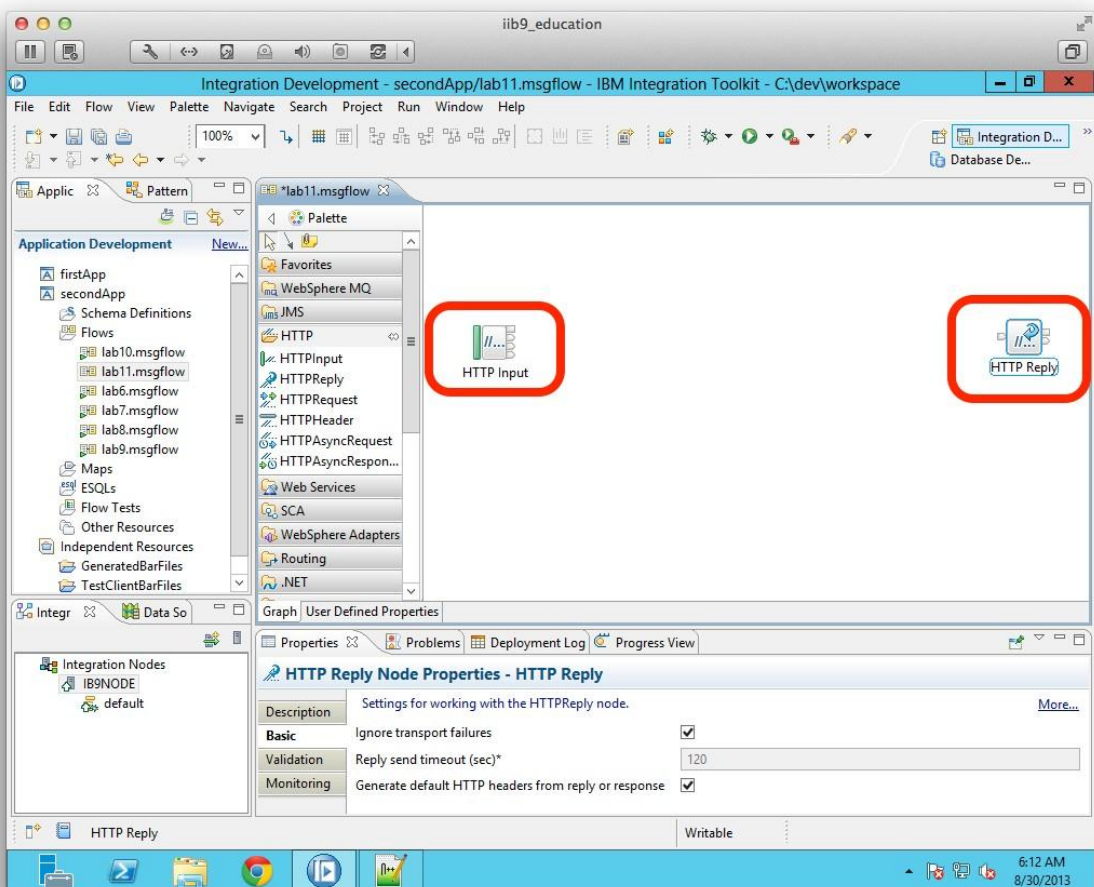 iib9_education
Integration Development - secondApp/lab11.msgflow - IBM Integration Toolkit - C:\dev\workspace
File Edit Flow View Palette Navigate Search Project Run Window Help
100%
Integration D...
Database De...
Applic
Pattern
*lab11.msgflow
Application Development New...
firstApp
secondApp
Schema Definitions
Flows
lab10.msgflow
lab11.msgflow
lab6.msgflow
lab7.msgflow
lab8.msgflow
lab9.msgflow
Maps
ESQLs
Flow Tests
Other Resources
Independent Resources
GeneratedBarFiles
TestClientBarFiles
Palette
Favorites
WebSphere MQ
JMS
HTTP
HTTPInput
HTTPReply
HTTPRequest
HTTPHeader
HTTPAsyncRequest
HTTPAsyncRespon...
Web Services
SCA
WebSphere Adapters
Routing
.NET
HTTP Input
HTTP Reply
Graph User Defined Properties
Integr
Data So
Integration Nodes
IB9NODE
default
Properties Problems Deployment Log Progress View
HTTP Reply Node Properties - HTTP Reply
Description
Basic
Validation
Monitoring
Settings for working with the HTTPReply node. More...
Ignore transport failures
Reply send timeout (sec)* 120
Generate default HTTP headers from reply or response
HTTP Reply Writable
6:12 AM
8/30/2013